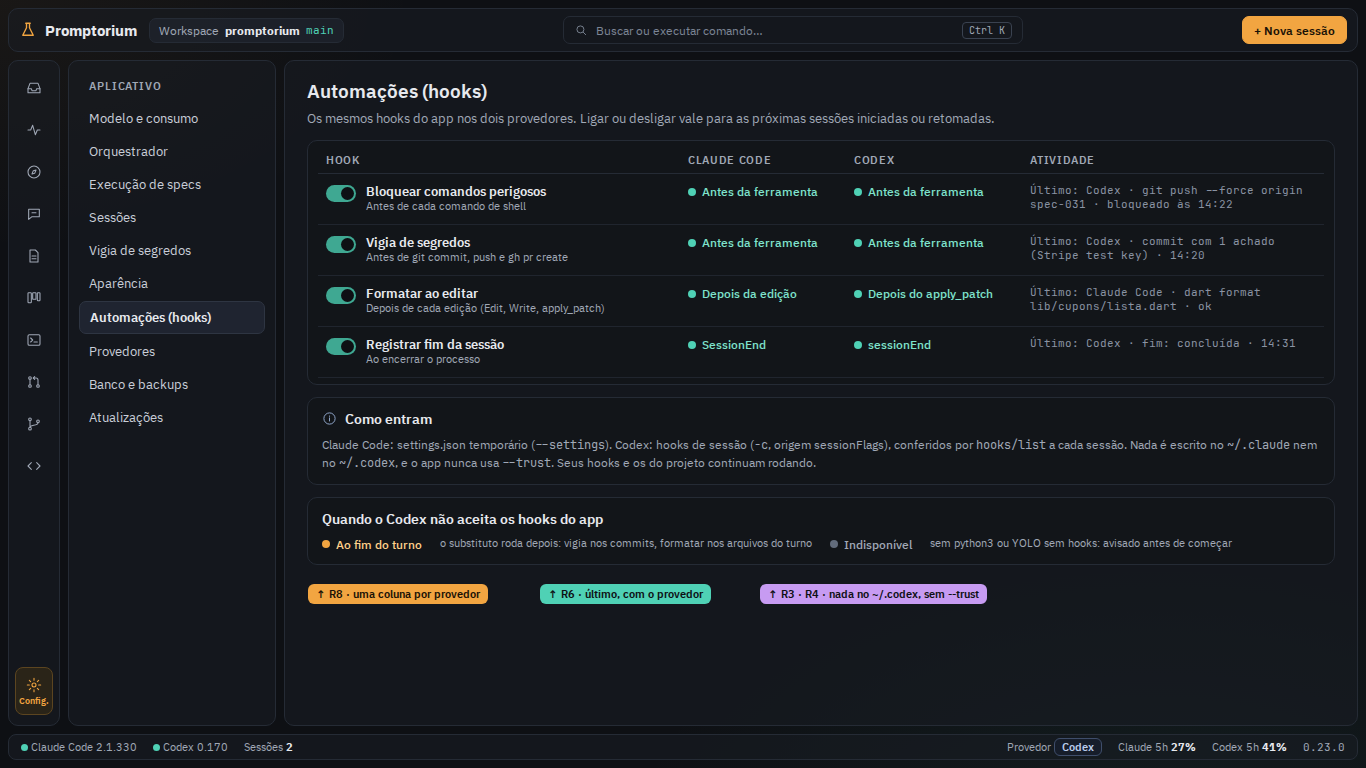 Promptorium
Workspace promptorium main
Buscar ou executar comando...
Ctrl K
+ Nova sessão
APLICATIVO
Modelo e consumo
Orquestrador
Execução de specs
Sessões
Vigia de segredos
Aparência
Automações (hooks)
Provedores
Banco e backups
Atualizações
Config.
Automações (hooks)
Os mesmos hooks do app nos dois provedores. Ligar ou desligar vale para as próximas sessões iniciadas ou retomadas.
HOOK CLAUDE CODE CODEX ATIVIDADE
Bloquear comandos perigosos
Antes de cada comando de shell
Antes da ferramenta
Antes da ferramenta
Último: Codex · git push --force origin
spec-031 · bloqueado às 14:22
Vigia de segredos
Antes de git commit, push e gh pr create
Antes da ferramenta
Antes da ferramenta
Último: Codex · commit com 1 achado
(Stripe test key) · 14:20
Formatar ao editar
Depois de cada edição (Edit, Write, apply_patch)
Depois da edição
Depois do apply_patch
Último: Claude Code · dart format
lib/cupons/lista.dart · ok
Registrar fim da sessão
Ao encerrar o processo
SessionEnd
sessionEnd
Último: Codex · fim: concluída · 14:31
Como entram
Claude Code: settings.json temporário (--settings). Codex: hooks de sessão (-c, origem sessionFlags), conferidos por hooks/list a cada sessão. Nada é escrito no ~/.claude nem
no ~/.codex, e o app nunca usa --trust. Seus hooks e os do projeto continuam rodando.
Quando o Codex não aceita os hooks do app
Ao fim do turno o substituto roda depois: vigia nos commits, formatar nos arquivos do turno Indisponível sem python3 ou YOLO sem hooks: avisado antes de começar
↑ R8 · uma coluna por provedor
↑ R6 · último, com o provedor
↑ R3 · R4 · nada no ~/.codex, sem --trust
Claude Code 2.1.330 Codex 0.170 Sessões 2
Provedor Codex Claude 5h 27% Codex 5h 41% 0.23.0